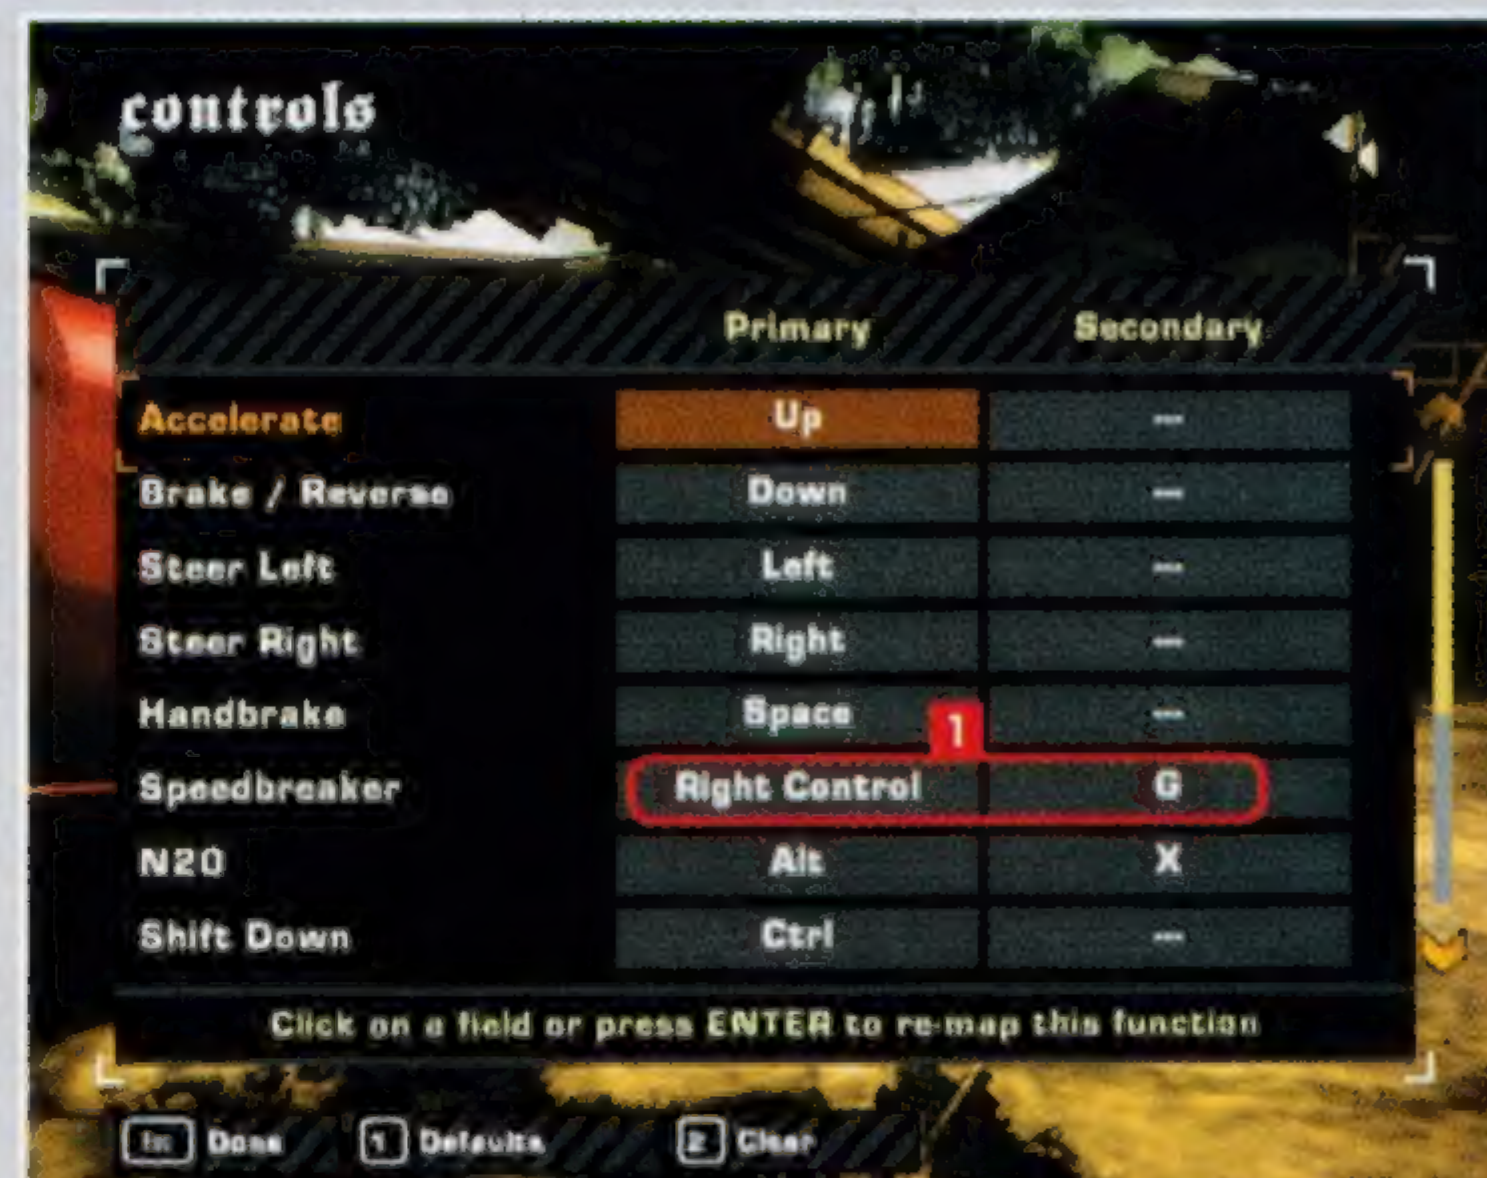 controls
Primary Secondary
Accelerate Up ---
Brake / Reverse Down ---
Steer Left Left ---
Steer Right Right ---
Handbrake Space ---
1
Speedbreaker Right Control G
N20 Alt X
Shift Down Ctrl ---
Click on a field or press ENTER to re-map this function
Done 1 Defaults 2 Clear